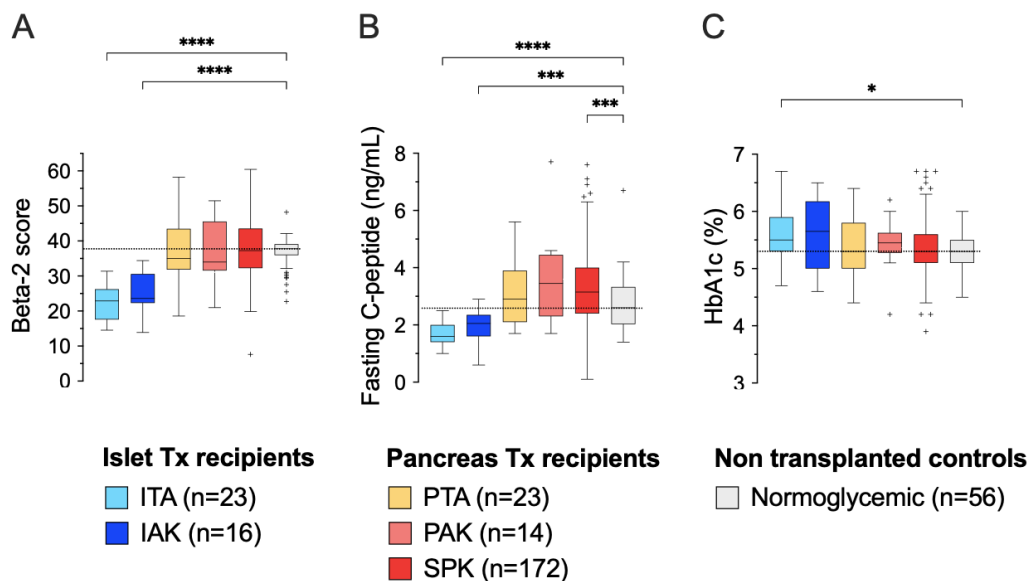 A
B
C
****
****
****
***
***
*
Beta-2 score
60
50
40
30
20
10
0
Fasting C-peptide (ng/mL)
8
6
4
2
0
HbA1c (%)
7
6
5
4
3
Islet Tx recipients
ITA (n=23)
IAK (n=16)
Pancreas Tx recipients
PTA (n=23)
PAK (n=14)
SPK (n=172)
Non transplanted controls
Normoglycemic (n=56)